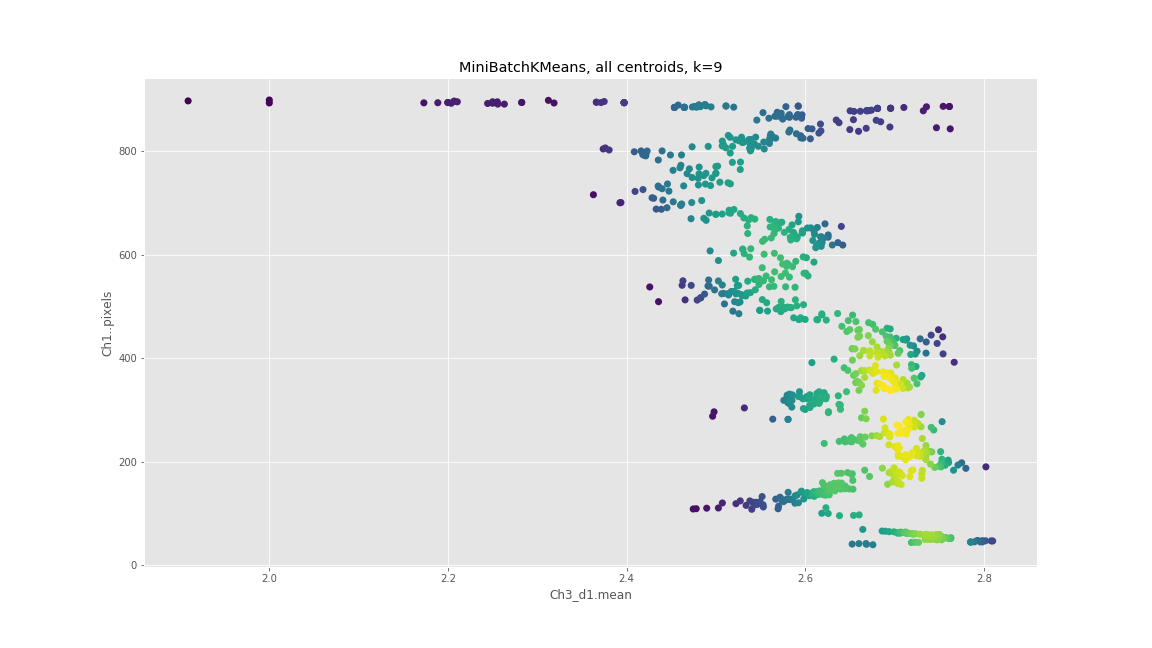 MiniBatchKMeans, all centroids, k=9
Ch1..pixels
800
600
400
200
0
2.0 2.2 2.4 2.6 2.8
Ch3_d1.mean